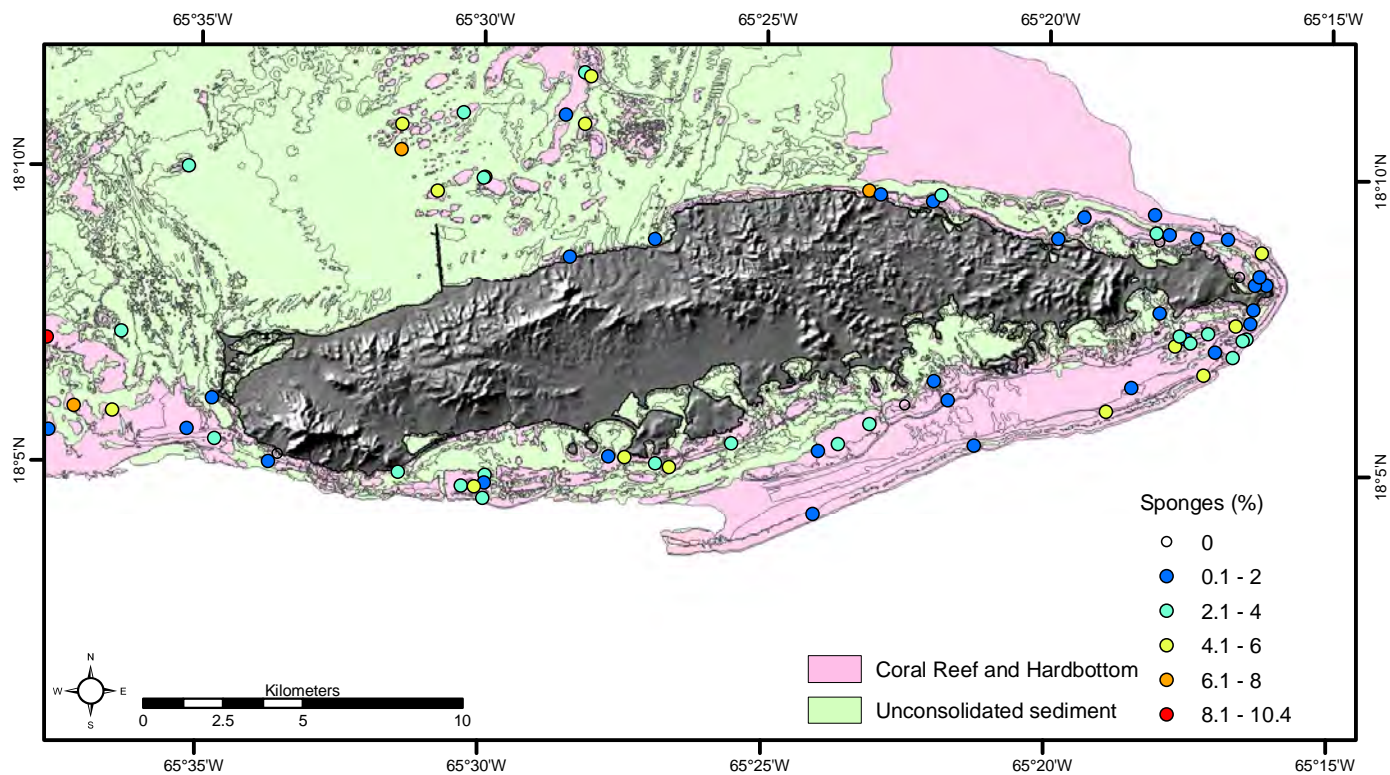 65°35'W 65°30'W 65°25'W 65°20'W 65°15'W
18°10'N 18°10'N
18°5'N 18°5'N
Sponges (%)
0
0.1 - 2
2.1 - 4
4.1 - 6
6.1 - 8
8.1 - 10.4
Coral Reef and Hardbottom
Unconsolidated sediment
N
W E
S
Kilometers
0 2.5 5 10
65°35'W 65°30'W 65°25'W 65°20'W 65°15'W